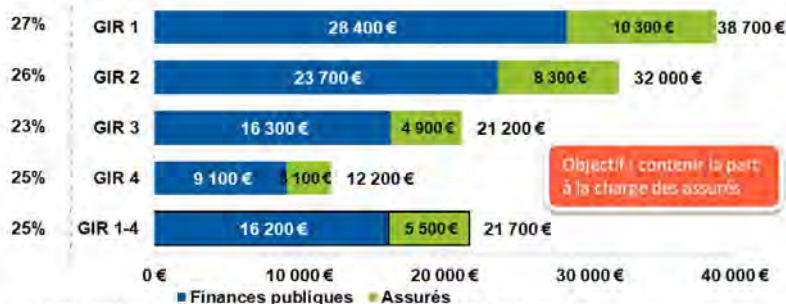 27% GIR 1 28 400 € 10 300 € 38 700 €
26% GIR 2 23 700 € 8 300 € 32 000 €
23% GIR 3 16 300 € 4 900 € 21 200 €
Objectif : contenir la part
à la charge des assurés
25% GIR 4 9 100 € 3 100 € 12 200 €
25% GIR 1-4 16 200 € 5 500 € 21 700 €
0 € 10 000 € 20 000 € 30 000 € 40 000 €
Finances publiques Assurés